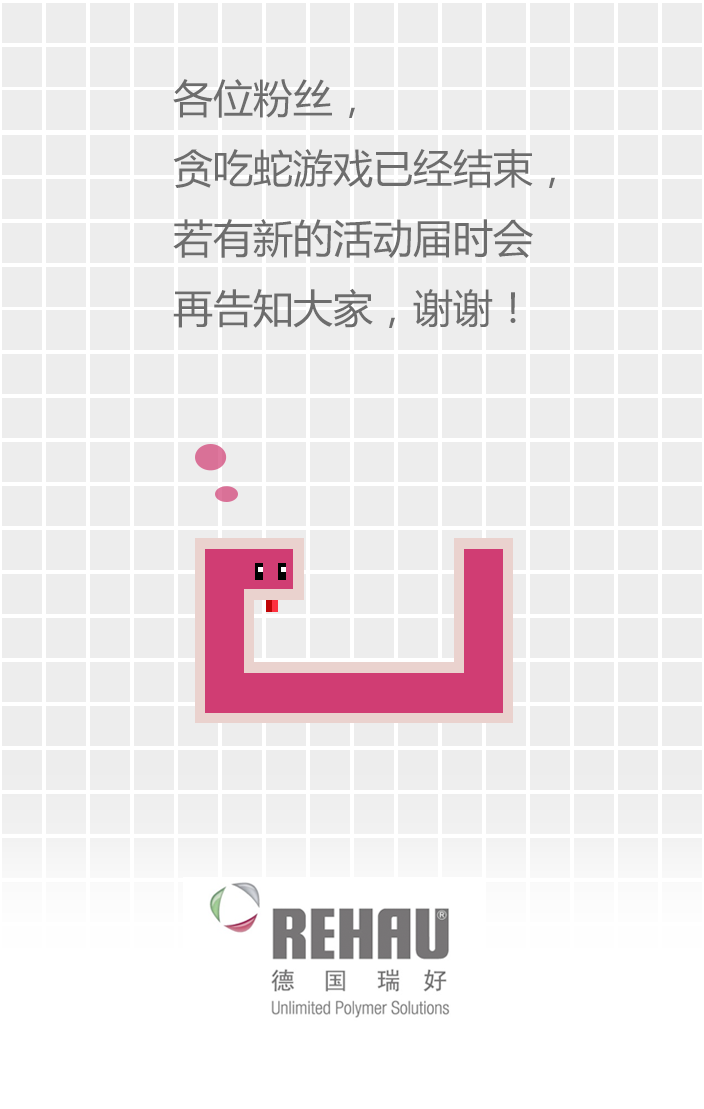 各位粉丝，
贪吃蛇游戏已经结束，
若有新的活动届时会
再告知大家，谢谢！
REHAU®
德国瑞好
Unlimited Polymer Solutions